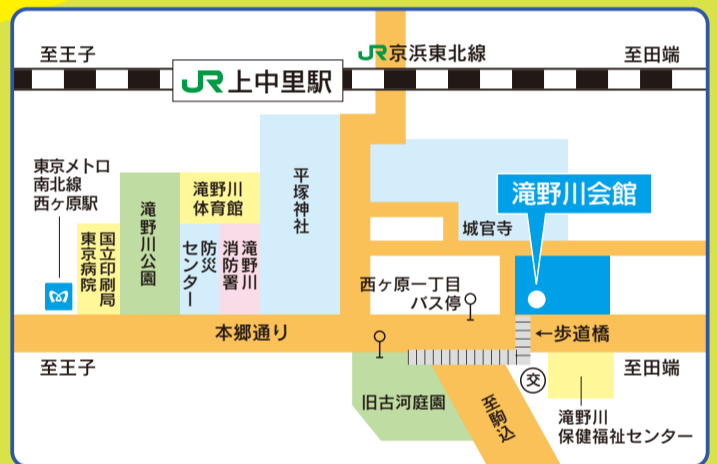 至王子
JR京浜東北線
至田端
JR上中里駅
東京メトロ
南北線
西ヶ原駅
国立印刷局
東京病院
滝野川公園
滝野川
体育館
防災
センター
滝野川
消防署
平塚神社
城官寺
滝野川会館
西ヶ原一丁目
バス停
本郷通り
←歩道橋
至王子
旧古河庭園
至駒込
交
至田端
滝野川
保健福祉センター